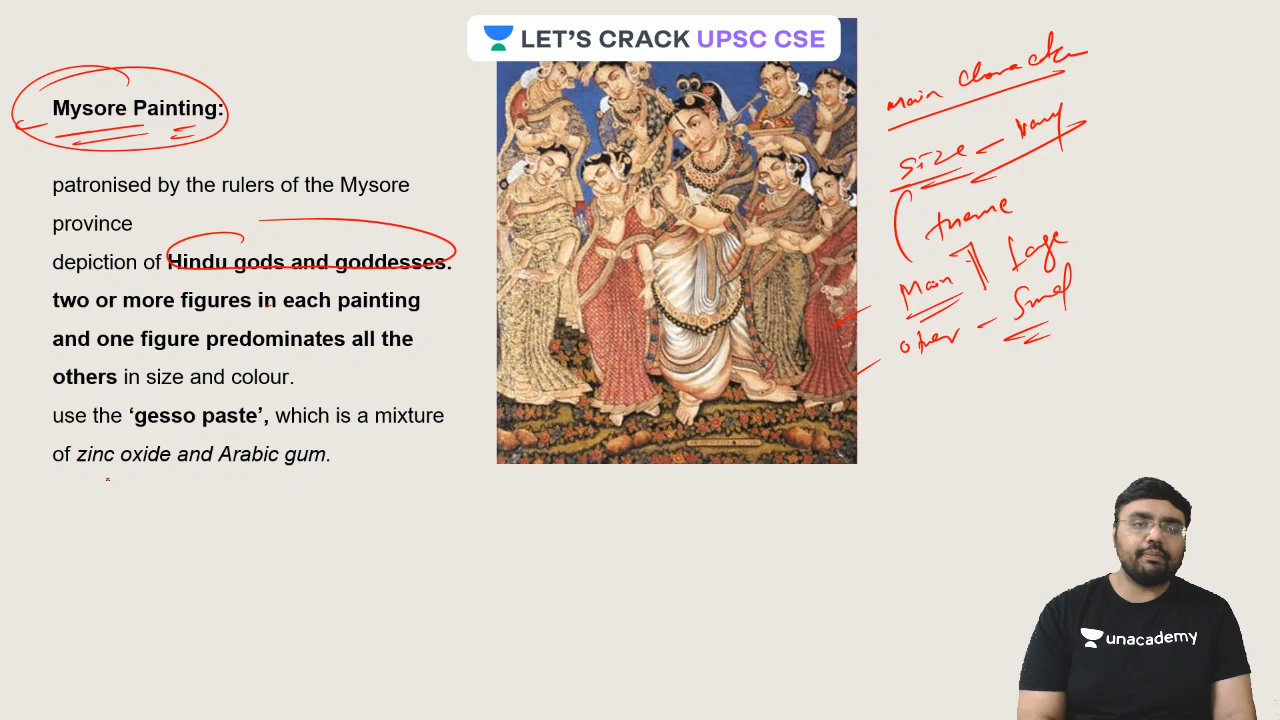 LET'S CRACK UPSC CSE
Mysore Painting:
patronised by the rulers of the Mysore
province
depiction of Hindu gods and goddesses.
two or more figures in each painting
and one figure predominates all the
others in size and colour.
use the ‘gesso paste’, which is a mixture
of zinc oxide and Arabic gum.
main character
Size - vary
theme
Main Large
other - Small
unacademy